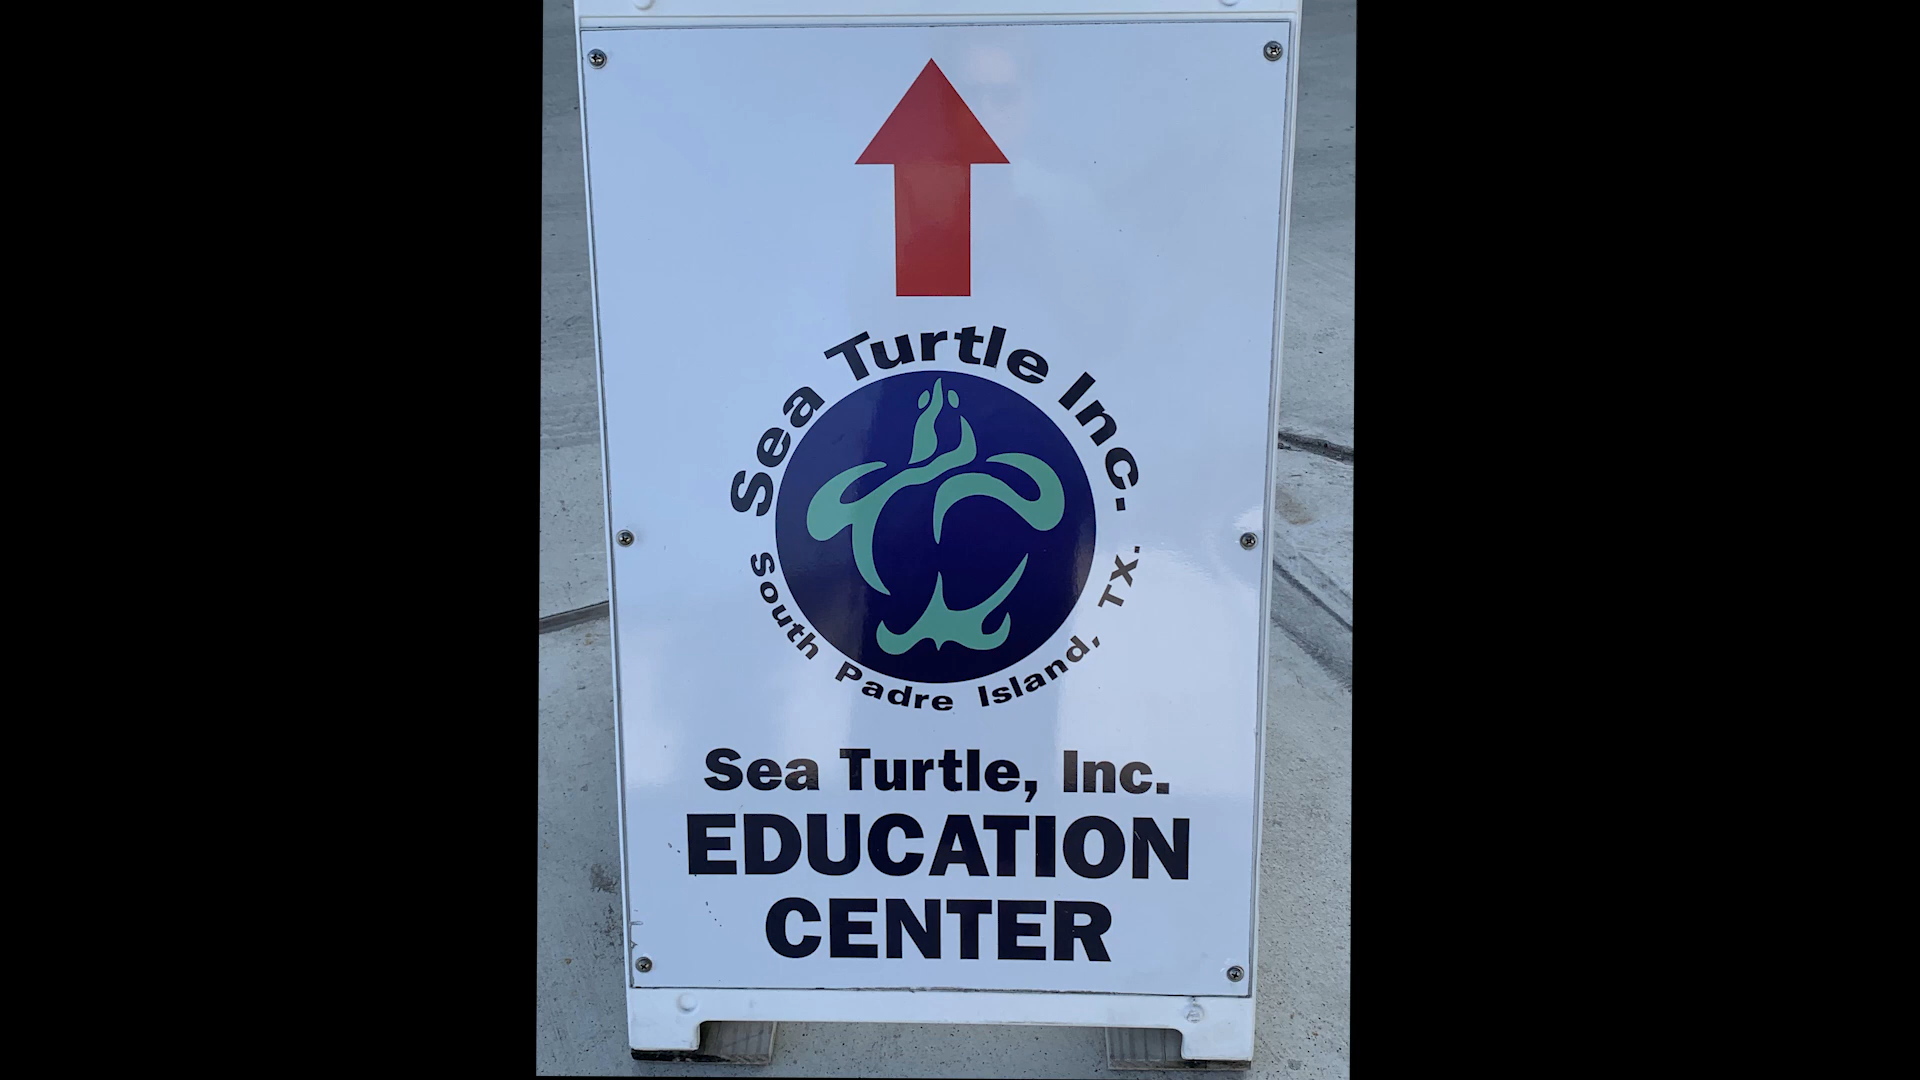 Sea Turtle Inc.
South Padre Island, TX.
Sea Turtle, Inc.
EDUCATION
CENTER